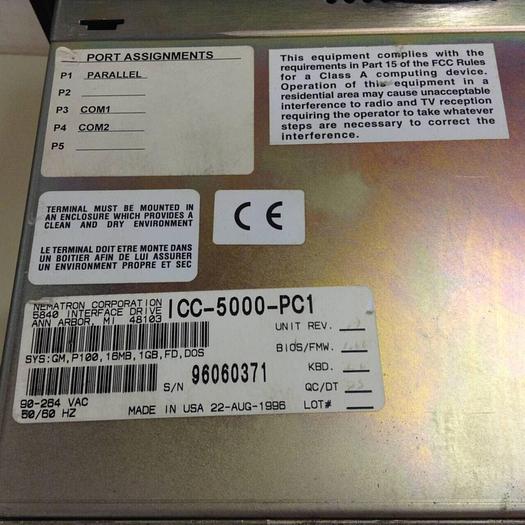 PORT ASSIGNMENTS
P1 PARALLEL
P2
P3 COM1
P4 COM2
P5
This equipment complies with the
requirements in Part 15 of the FCC Rules
for a Class A computing device.
Operation of this equipment in a
residential area may cause unacceptable
interference to radio and TV reception
requiring the operator to take whatever
steps are necessary to correct the
interference.
TERMINAL MUST BE MOUNTED IN
AN ENCLOSURE WHICH PROVIDES A
CLEAN AND DRY ENVIRONMENT
LE TERMINAL DOIT ETRE MONTE DANS
UN BOITIER AFIN DE LUI ASSURER
UN ENVIRONMENT PROPRE ET SEC
CE
NEMATRON CORPORATION
5840 INTERFACE DRIVE
ANN ARBOR, MI 48103
ICC-5000-PC1
UNIT REV.
SYS:GM,P100,16MB,1GB,FD,DOS
BIOS/FMW.
KBD.
S/N 96060371
QC/DT
90-264 VAC
50/60 HZ
MADE IN USA 22-AUG-1996
LOT#